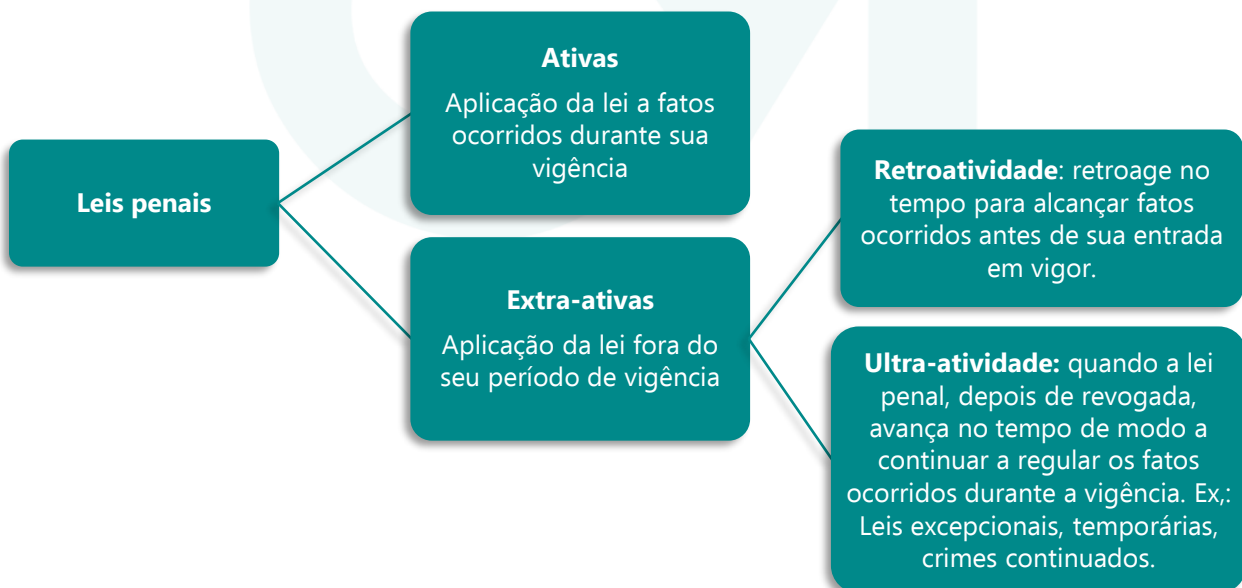 Leis penais
Ativas
Aplicação da lei a fatos
ocorridos durante sua
vigência
Extra-ativas
Aplicação da lei fora do
seu período de vigência
Retroatividade: retroage no
tempo para alcançar fatos
ocorridos antes de sua entrada
em vigor.
Ultra-atividade: quando a lei
penal, depois de revogada,
avança no tempo de modo a
continuar a regular os fatos
ocorridos durante a vigência. Ex,:
Leis excepcionais, temporárias,
crimes continuados.